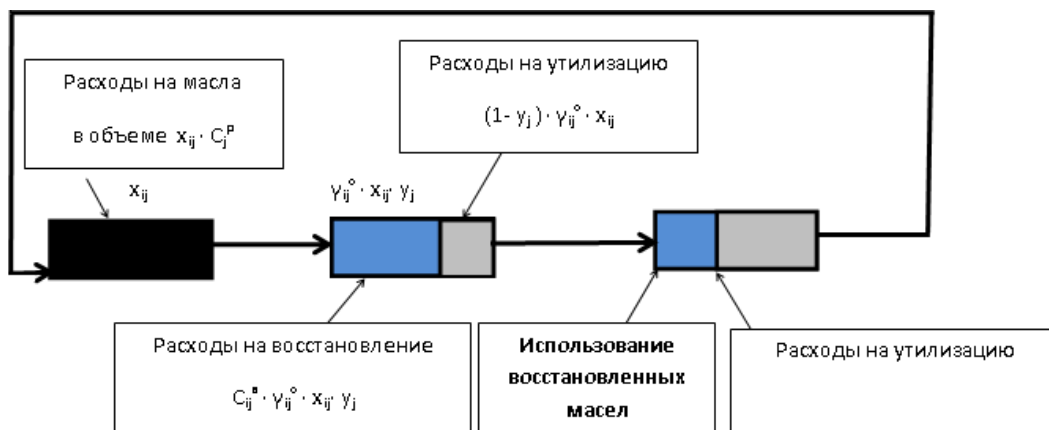 Расходы на масла
в объеме xᵢⱼ · Cⱼᴾ
Расходы на утилизацию
(1- yⱼ) · γᵢⱼ° · xᵢⱼ
xᵢⱼ
γᵢⱼ° · xᵢⱼ· yⱼ
Расходы на восстановление
Cᵢⱼᴮ · γᵢⱼ° · xᵢⱼ· yⱼ
Использование
восстановленных
масел
Расходы на утилизацию